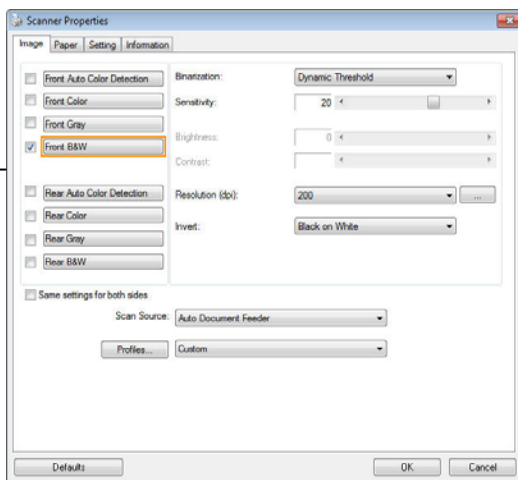 Scanner Properties
Image Paper Setting Information
Front Auto Color Detection
Front Color
Front Gray
Front B&W
Rear Auto Color Detection
Rear Color
Rear Gray
Rear B&W
Binarization: Dynamic Threshold
Sensitivity: 20
Brightness: 0
Contrast:
Resolution (dpi): 200 ...
Invert: Black on White
Same settings for both sides
Scan Source: Auto Document Feeder
Profiles... Custom
Defaults OK Cancel